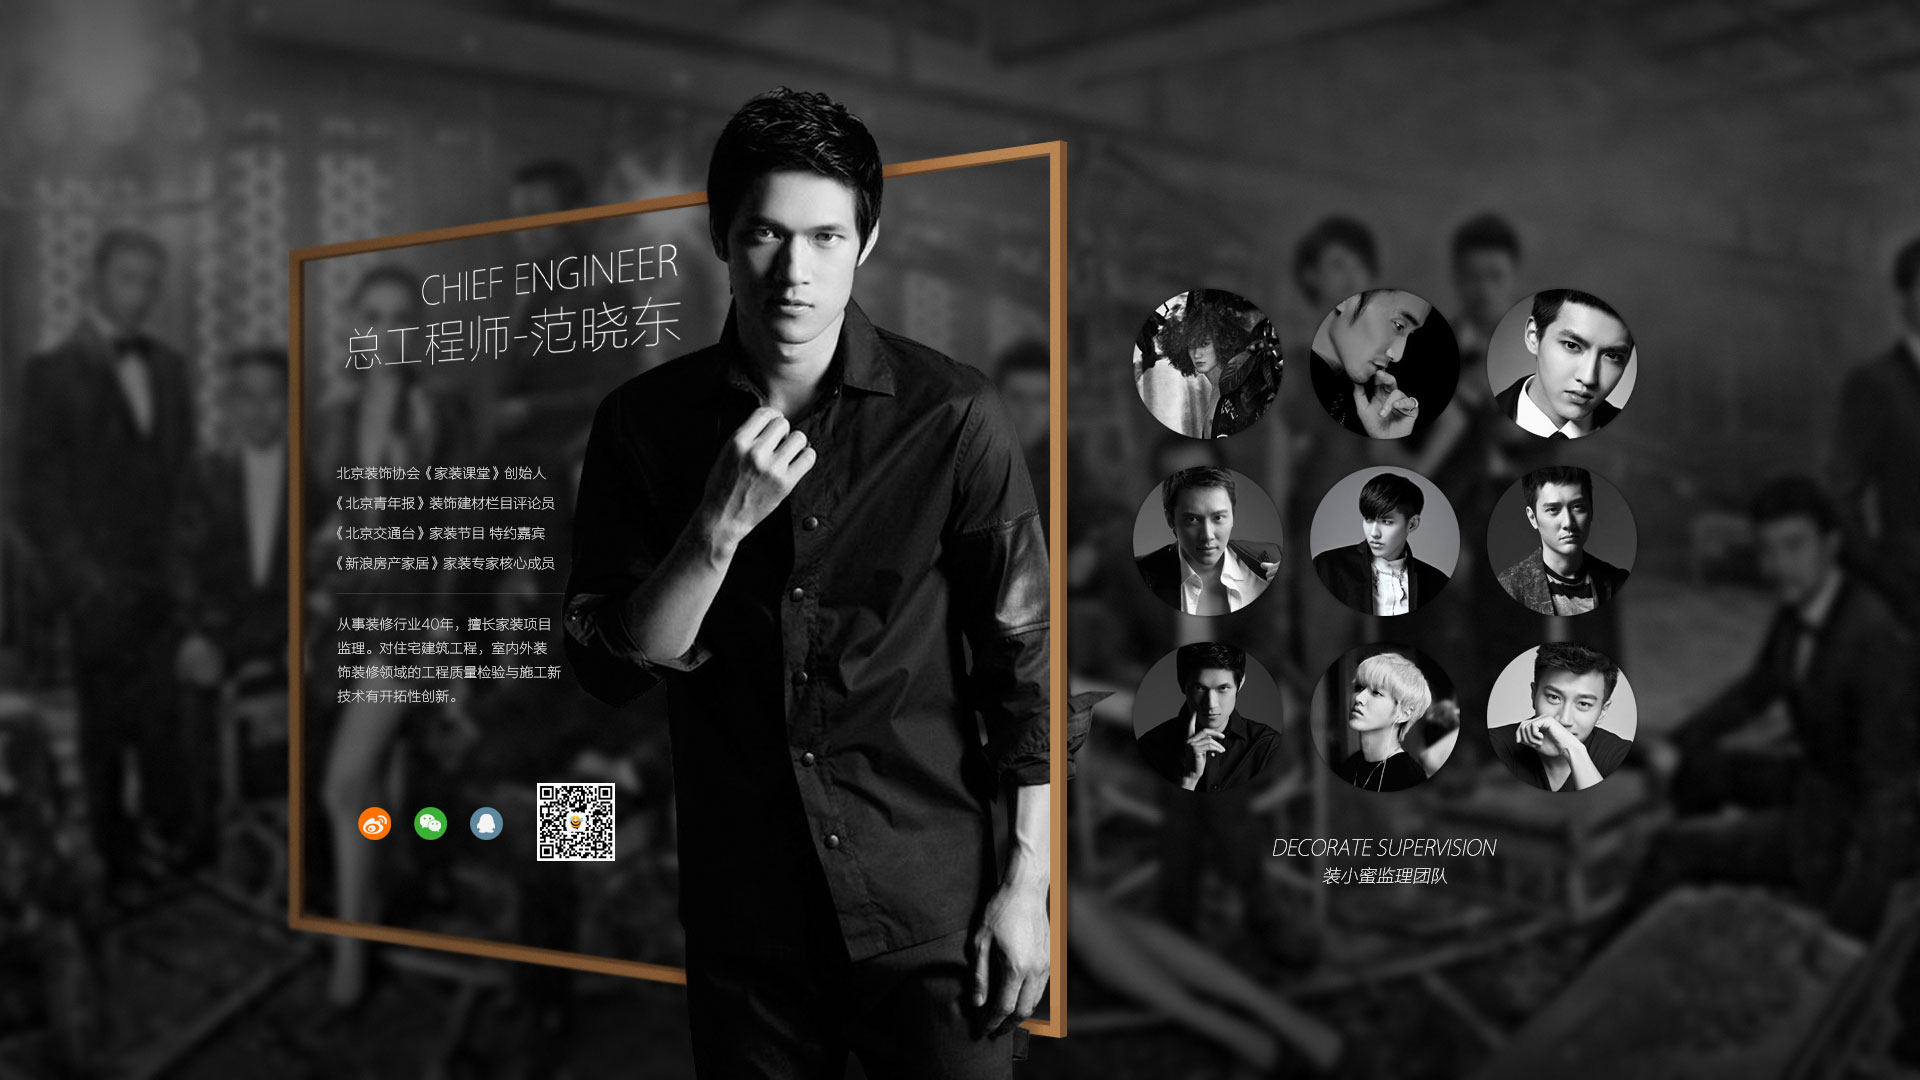 CHIEF ENGINEER
总工程师-范晓东
北京装饰协会《家装课堂》创始人
《北京青年报》装饰建材栏目评论员
《北京交通台》家装节目 特约嘉宾
《新浪房产家居》家装专家核心成员
从事装修行业40年，擅长家装项目
监理。对住宅建筑工程，室内外装
饰装修领域的工程质量检验与施工新
技术有开拓性创新。
DECORATE SUPERVISION
装小蜜监理团队